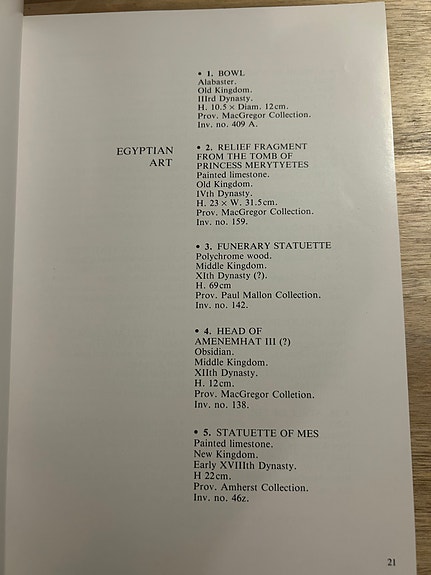 • 1. BOWL
Alabaster.
Old Kingdom.
IIIrd Dynasty.
H. 10.5 × Diam. 12cm.
Prov. MacGregor Collection.
Inv. no. 409 A.
EGYPTIAN
ART
• 2. RELIEF FRAGMENT
FROM THE TOMB OF
PRINCESS MERYTYETES
Painted limestone.
Old Kingdom.
IVth Dynasty.
H. 23 × W. 31.5cm.
Prov. MacGregor Collection.
Inv. no. 159.
• 3. FUNERARY STATUETTE
Polychrome wood.
Middle Kingdom.
XIth Dynasty (?).
H. 69cm
Prov. Paul Mallon Collection.
Inv. no. 142.
• 4. HEAD OF
AMENEMHAT III (?)
Obsidian.
Middle Kingdom.
XIIth Dynasty.
H. 12cm.
Prov. MacGregor Colletion.
Inv. no. 138.
• 5. STATUETTE OF MES
Painted limestone.
New Kingdom.
Early XVIIIth Dynasty.
H 22cm.
Prov. Amherst Collection.
Inv. no. 46z.
21